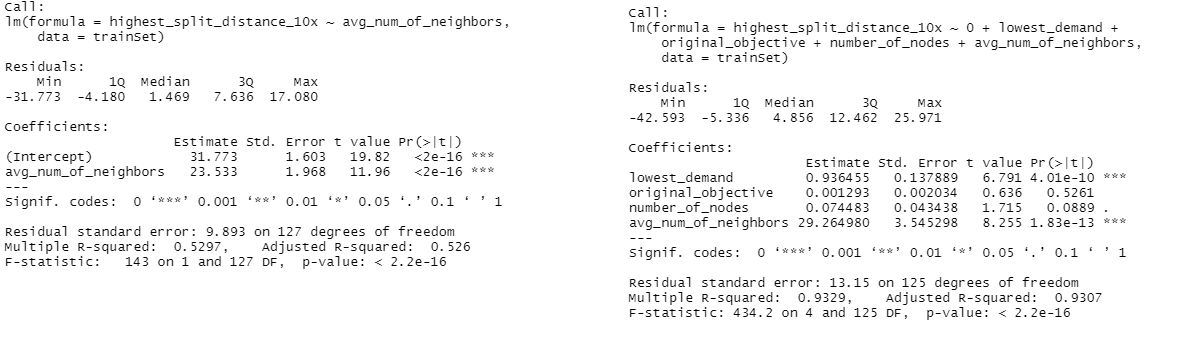 Call:
lm(formula = highest_split_distance_10x ~ avg_num_of_neighbors,
    data = trainSet)
Residuals:
    Min      1Q  Median      3Q     Max
-31.773  -4.180   1.469   7.636  17.080
Coefficients:
                     Estimate Std. Error t value Pr(>|t|)
(Intercept)            31.773      1.603   19.82   <2e-16 ***
avg_num_of_neighbors   23.533      1.968   11.96   <2e-16 ***
---
Signif. codes:  0 ‘***’ 0.001 ‘**’ 0.01 ‘*’ 0.05 ‘.’ 0.1 ‘ ’ 1
Residual standard error: 9.893 on 127 degrees of freedom
Multiple R-squared:  0.5297,    Adjusted R-squared:  0.526
F-statistic:   143 on 1 and 127 DF,  p-value: < 2.2e-16
Call:
lm(formula = highest_split_distance_10x ~ 0 + lowest_demand +
    original_objective + number_of_nodes + avg_num_of_neighbors,
    data = trainSet)
Residuals:
    Min      1Q  Median      3Q     Max
-42.593  -5.336   4.856  12.462  25.971
Coefficients:
                      Estimate Std. Error t value Pr(>|t|)
lowest_demand         0.936455   0.137889   6.791 4.01e-10 ***
original_objective    0.001293   0.002034   0.636   0.5261
number_of_nodes       0.074483   0.043438   1.715   0.0889 .
avg_num_of_neighbors 29.264980   3.545298   8.255 1.83e-13 ***
---
Signif. codes:  0 ‘***’ 0.001 ‘**’ 0.01 ‘*’ 0.05 ‘.’ 0.1 ‘ ’ 1
Residual standard error: 13.15 on 125 degrees of freedom
Multiple R-squared:  0.9329,    Adjusted R-squared:  0.9307
F-statistic: 434.2 on 4 and 125 DF,  p-value: < 2.2e-16